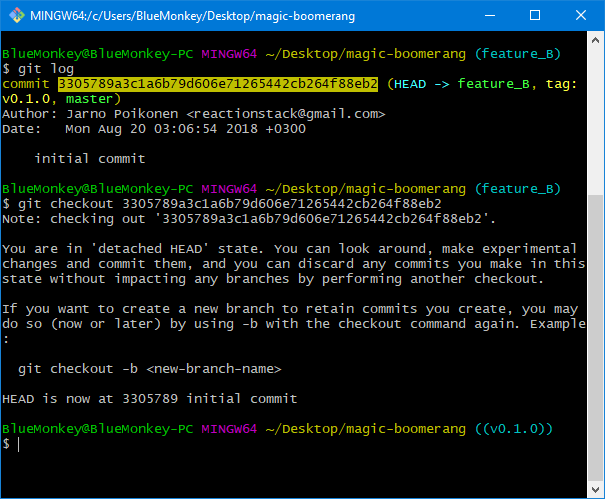 MINGW64:/c/Users/BlueMonkey/Desktop/magic-boomerang
BlueMonkey@BlueMonkey-PC MINGW64 ~/Desktop/magic-boomerang (feature_B)
$ git log
commit 3305789a3c1a6b79d606e71265442cb264f88eb2 (HEAD -> feature_B, tag:
v0.1.0, master)
Author: Jarno Poikonen <reactionstack@gmail.com>
Date:   Mon Aug 20 03:06:54 2018 +0300
    initial commit
BlueMonkey@BlueMonkey-PC MINGW64 ~/Desktop/magic-boomerang (feature_B)
$ git checkout 3305789a3c1a6b79d606e71265442cb264f88eb2
Note: checking out '3305789a3c1a6b79d606e71265442cb264f88eb2'.
You are in 'detached HEAD' state. You can look around, make experimental
changes and commit them, and you can discard any commits you make in this
state without impacting any branches by performing another checkout.
If you want to create a new branch to retain commits you create, you may
do so (now or later) by using -b with the checkout command again. Example
:
  git checkout -b <new-branch-name>
HEAD is now at 3305789 initial commit
BlueMonkey@BlueMonkey-PC MINGW64 ~/Desktop/magic-boomerang ((v0.1.0))
$